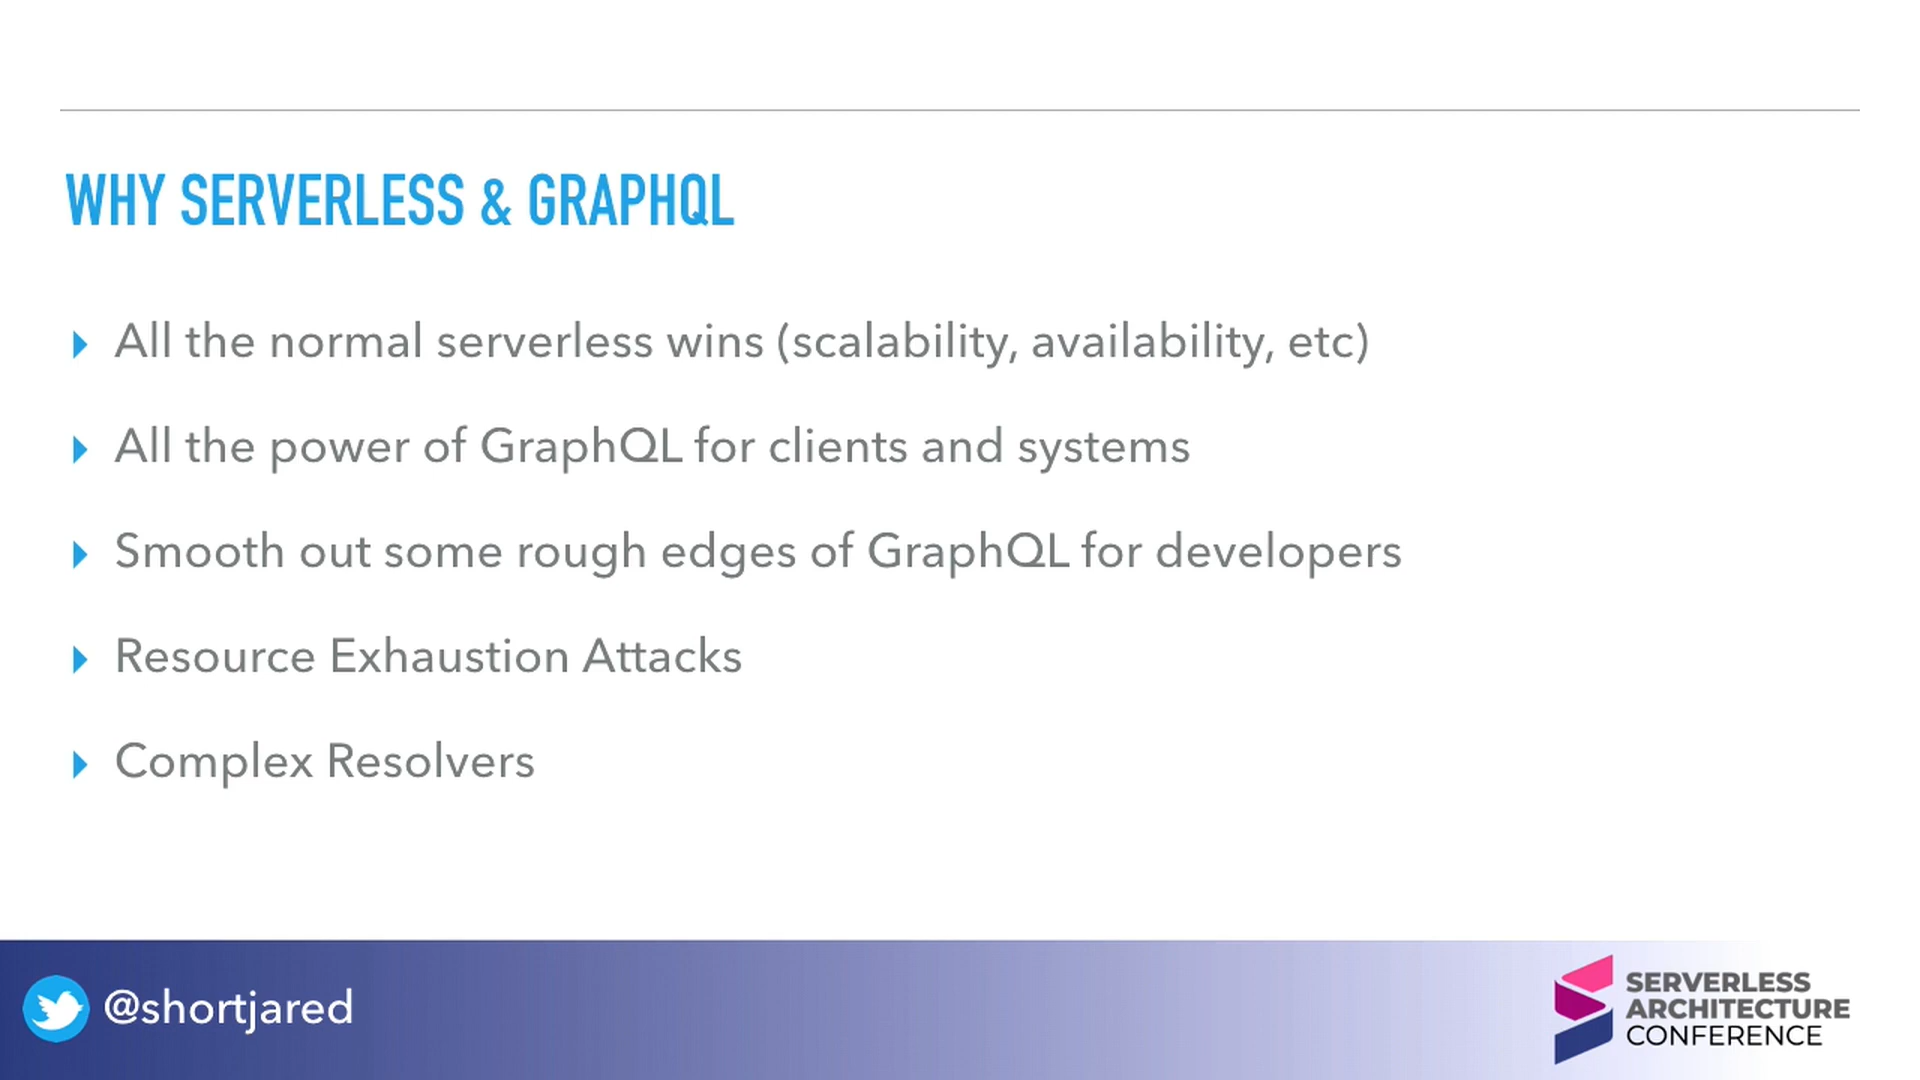 WHY SERVERLESS & GRAPHQL
All the normal serverless wins (scalability, availability, etc)
All the power of GraphQL for clients and systems
Smooth out some rough edges of GraphQL for developers
Resource Exhaustion Attacks
Complex Resolvers
@shortjared
SERVERLESS
ARCHITECTURE
CONFERENCE